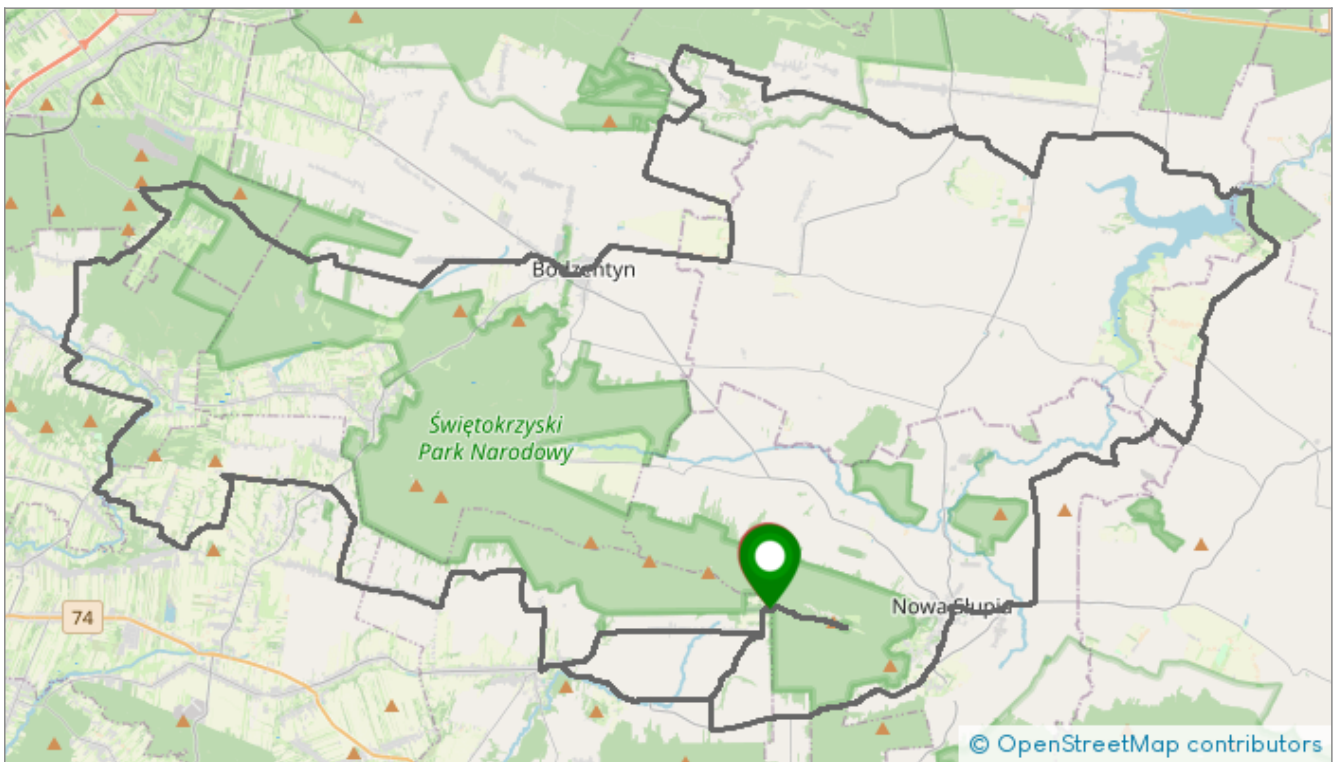 Bodzentyn
Świętokrzyski
Park Narodowy
Nowa Słupia
74
© OpenStreetMap contributors